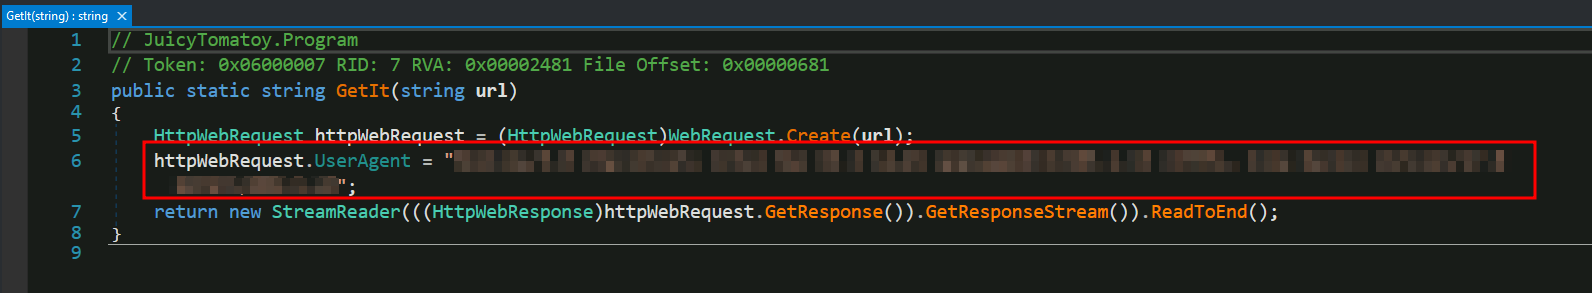 GetIt(string) : string ×
1 // JuicyTomatoy.Program
2 // Token: 0x06000007 RID: 7 RVA: 0x00002481 File Offset: 0x00000681
3 public static string GetIt(string url)
4 {
5 HttpWebRequest httpWebRequest = (HttpWebRequest)WebRequest.Create(url);
6 httpWebRequest.UserAgent = "
";
7 return new StreamReader(((HttpWebResponse)httpWebRequest.GetResponse()).GetResponseStream()).ReadToEnd();
8 }
9